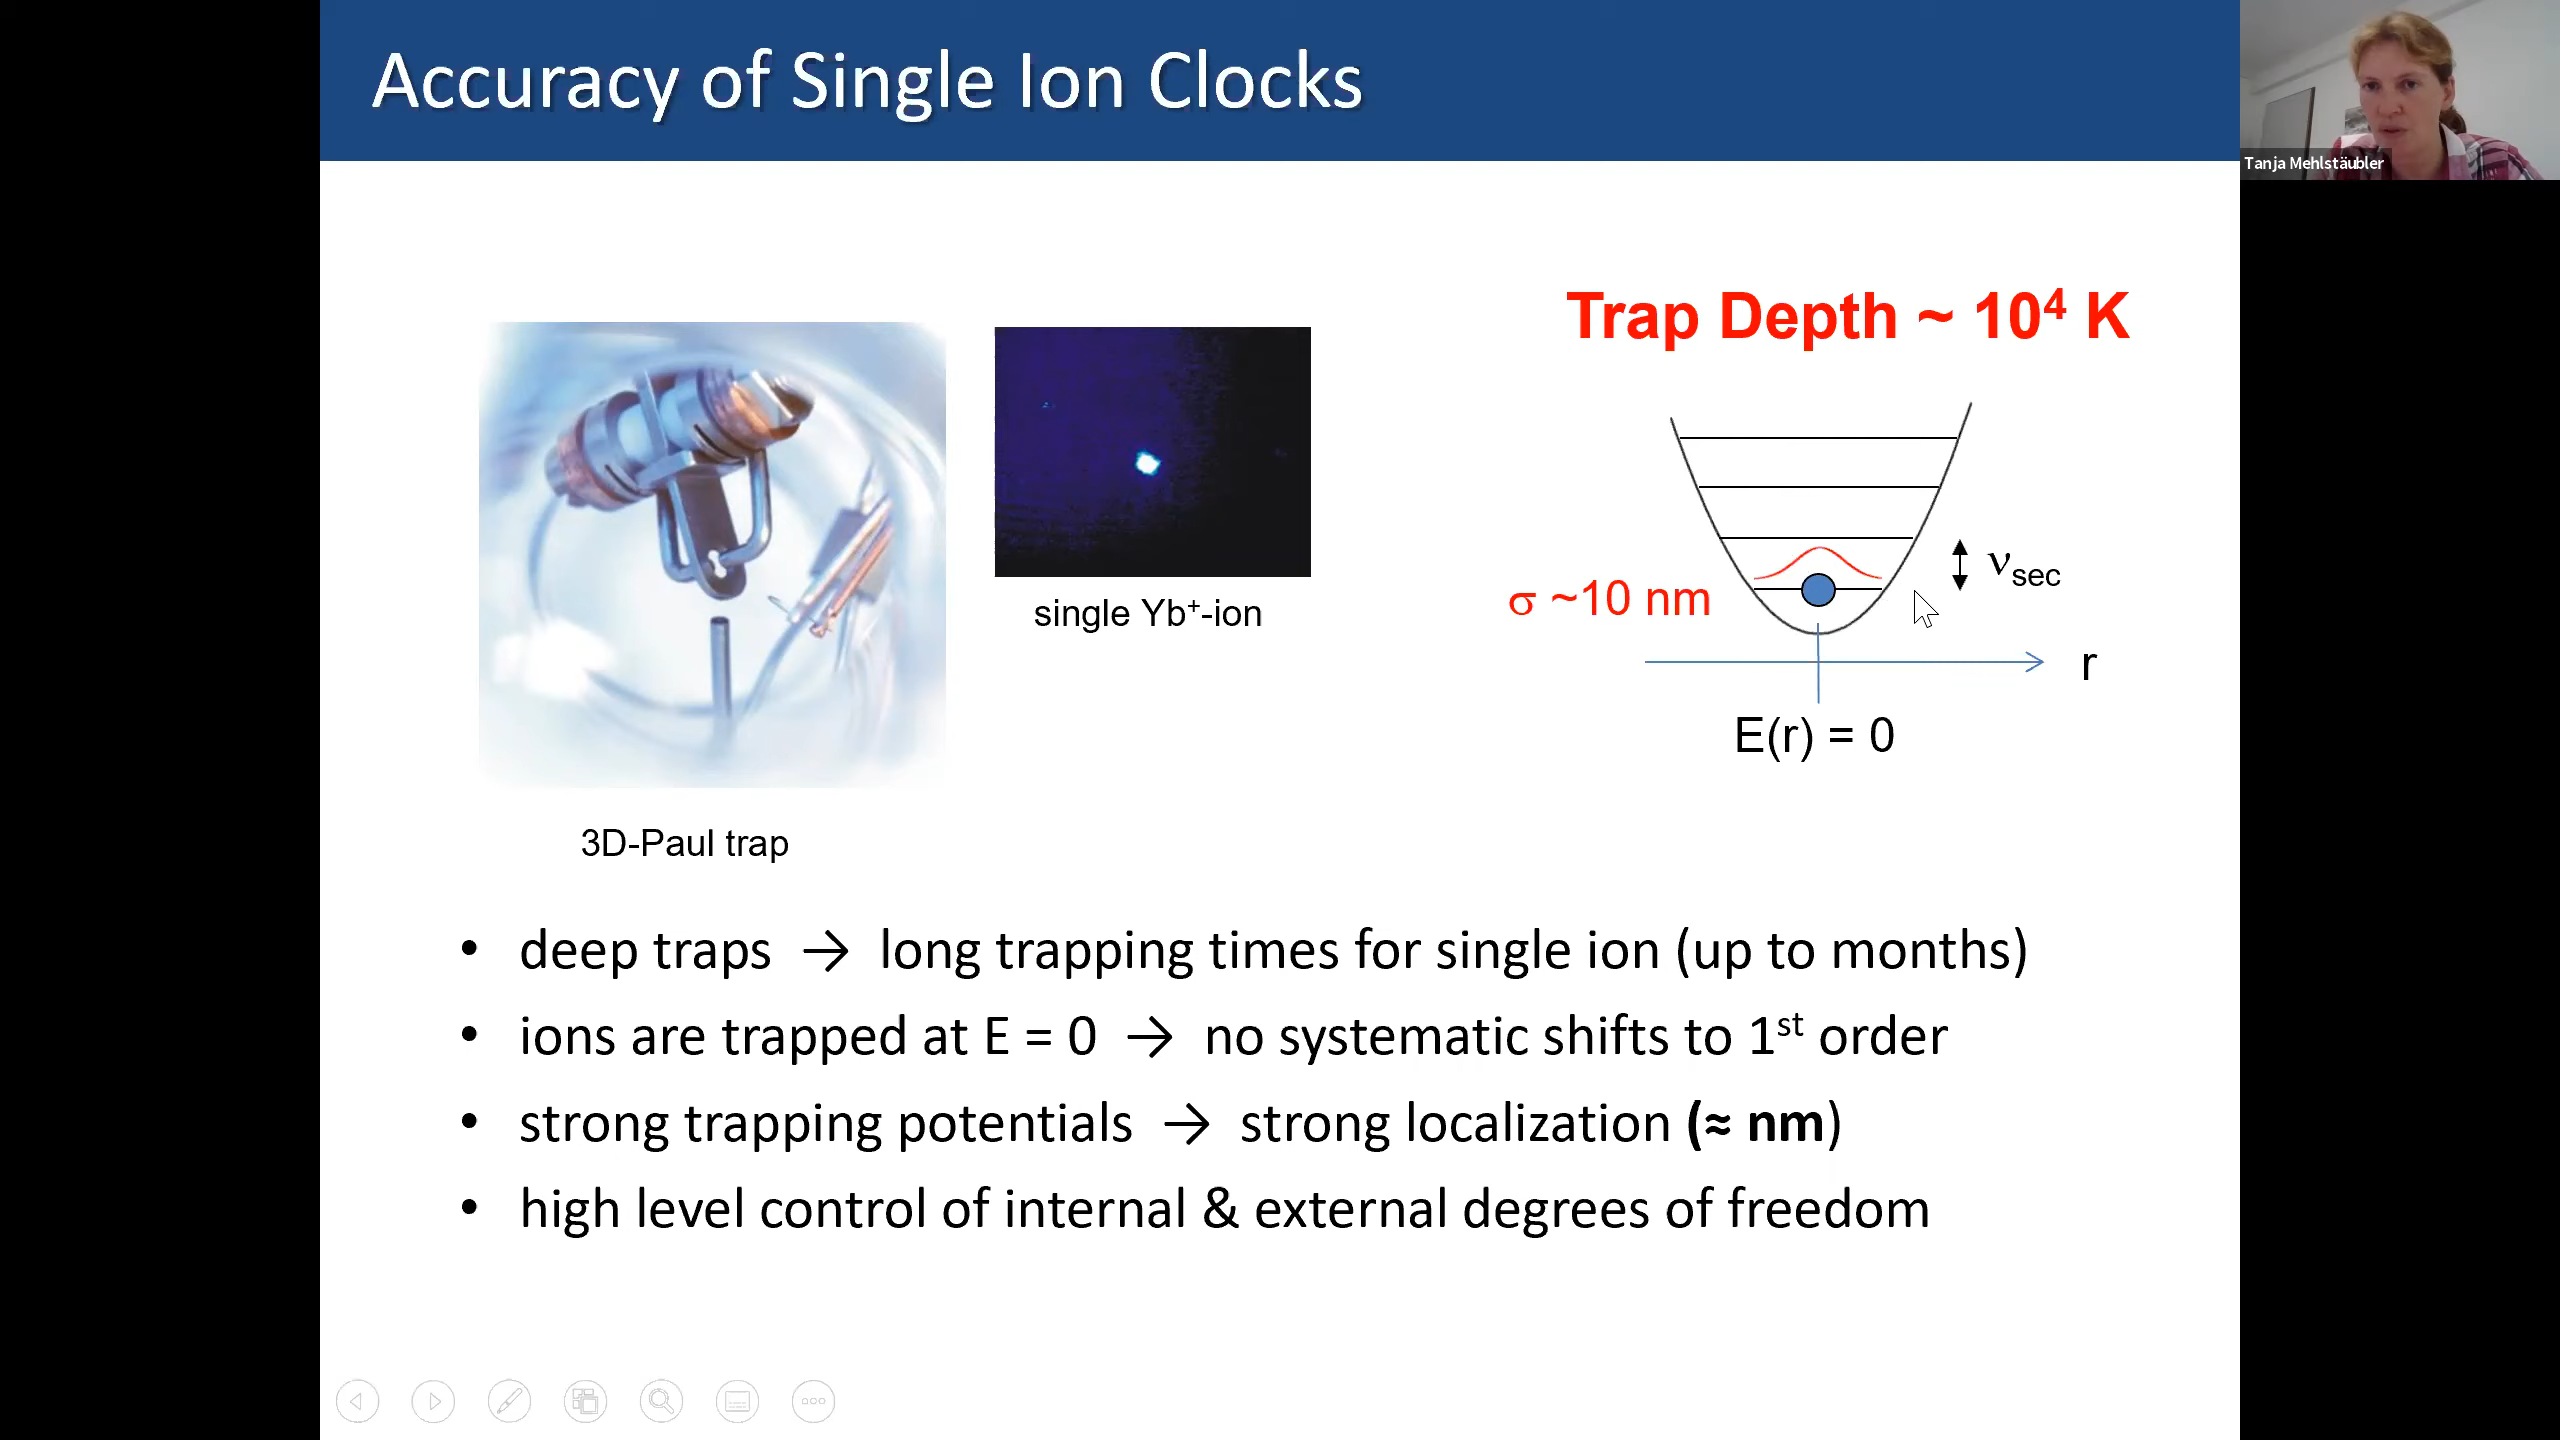 Accuracy of Single Ion Clocks
Tanja Mehlstäubler
Trap Depth ~ 10⁴ K
single Yb⁺-ion
σ ~10 nm
νsec
r
E(r) = 0
3D-Paul trap
• deep traps → long trapping times for single ion (up to months)
• ions are trapped at E = 0 → no systematic shifts to 1ˢᵗ order
• strong trapping potentials → strong localization (≈ nm)
• high level control of internal & external degrees of freedom